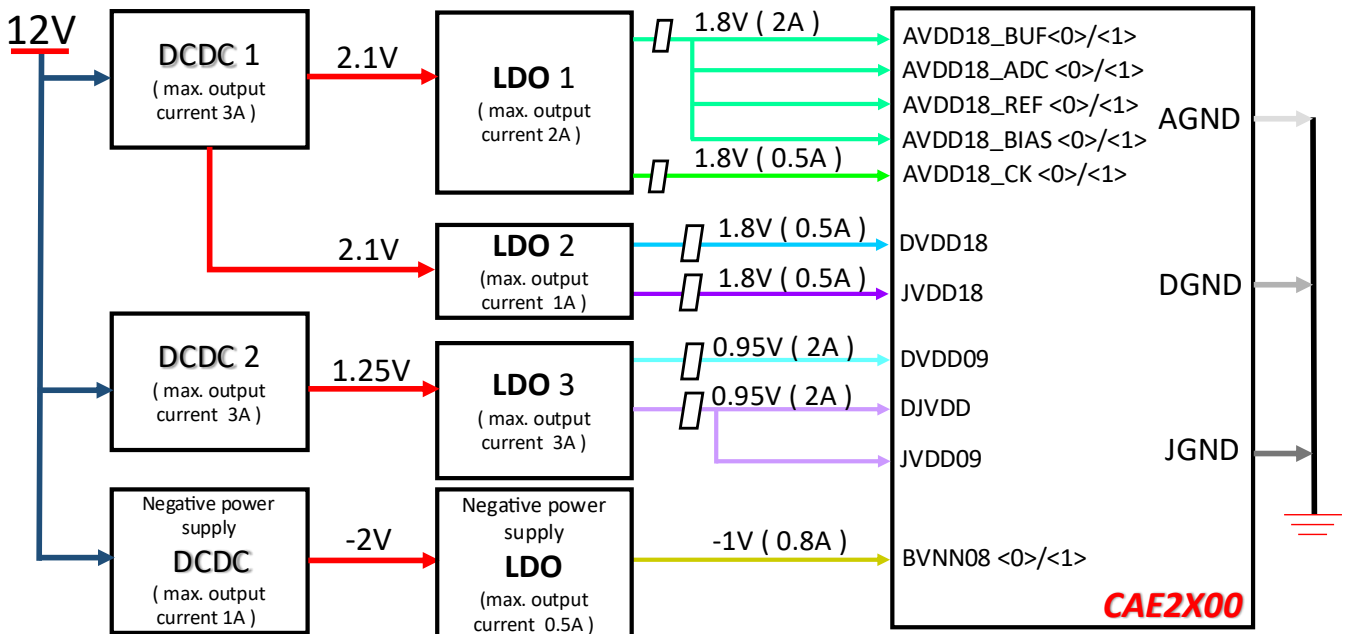 12V
DCDC 1
( max. output
current 3A )
2.1V
LDO 1
( max. output
current 2A )
1.8V ( 2A )
1.8V ( 0.5A )
AVDD18_BUF<0>/<1>
AVDD18_ADC <0>/<1>
AVDD18_REF <0>/<1>
AVDD18_BIAS <0>/<1>
AVDD18_CK <0>/<1>
AGND
2.1V
LDO 2
(max. output
current 1A )
1.8V ( 0.5A )
1.8V ( 0.5A )
DVDD18
JVDD18
DGND
DCDC 2
( max. output
current 3A )
1.25V
LDO 3
( max. output
current 3A )
0.95V ( 2A )
0.95V ( 2A )
DVDD09
DJVDD
JVDD09
JGND
Negative power
supply
DCDC
( max. output
current 1A )
-2V
Negative power
supply
LDO
(max. output
current 0.5A )
-1V ( 0.8A )
BVNN08 <0>/<1>
CAE2X00